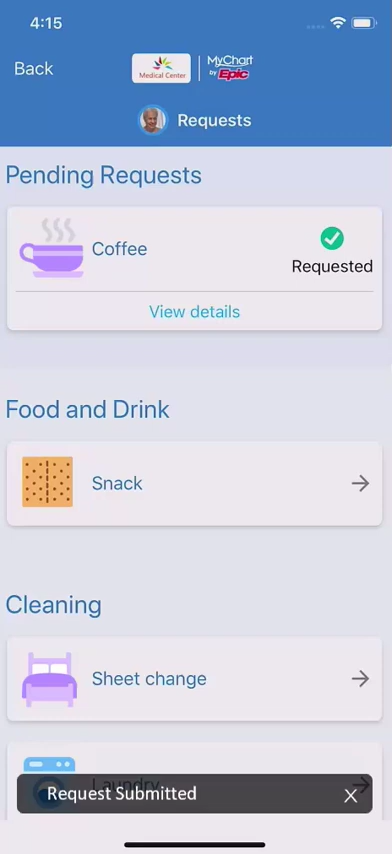 4:15
Back
Medical Center
MyChart
by Epic
Requests
Pending Requests
Coffee
Requested
View details
Food and Drink
Snack
Cleaning
Sheet change
Laundry
Request Submitted
X